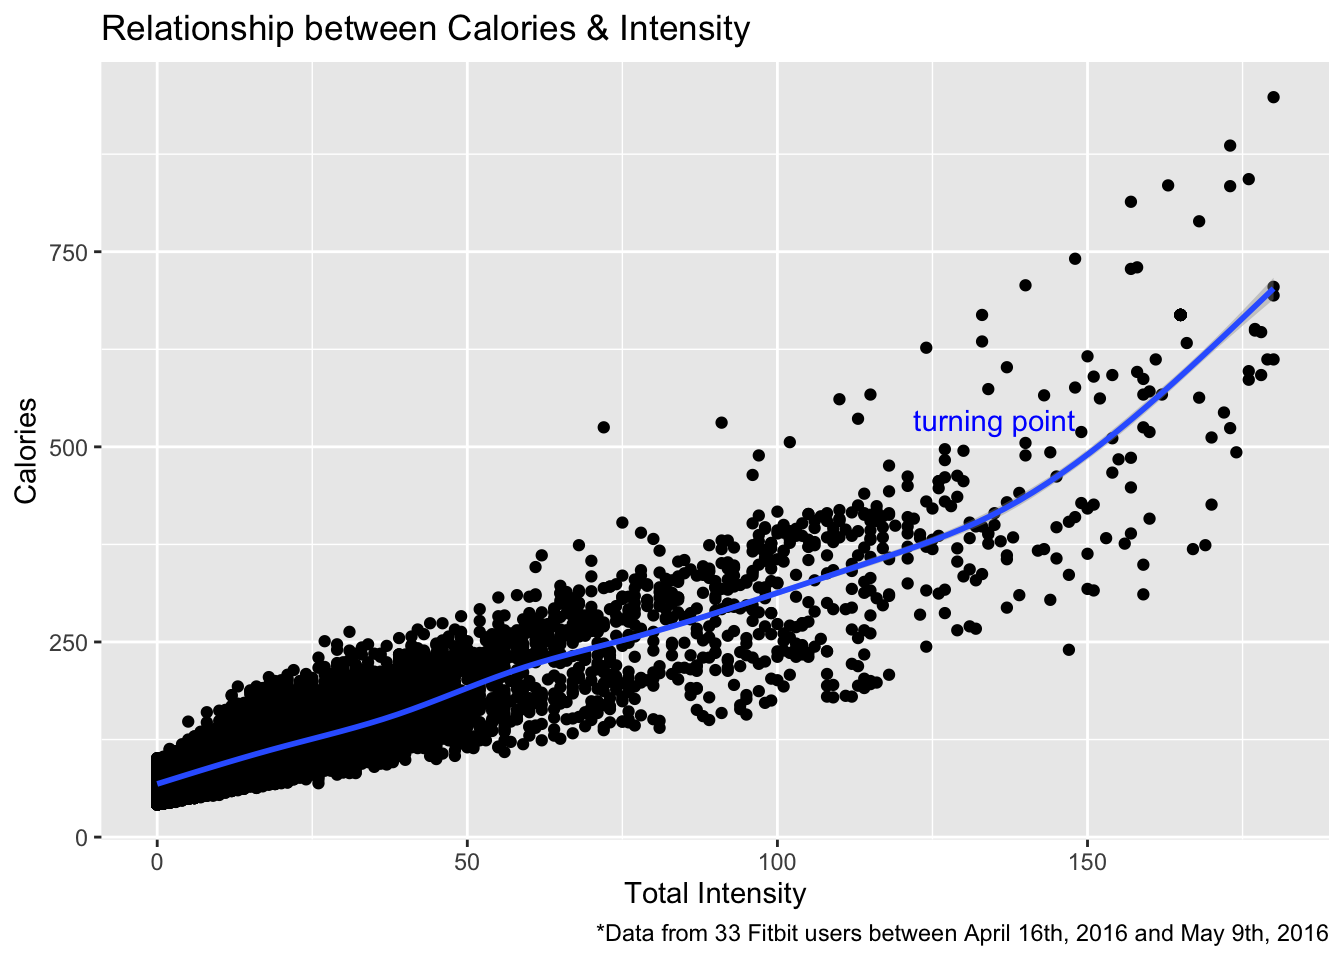 Relationship between Calories & Intensity
Calories
750
500
250
0
turning point
0 50 100 150
Total Intensity
*Data from 33 Fitbit users between April 16th, 2016 and May 9th, 2016